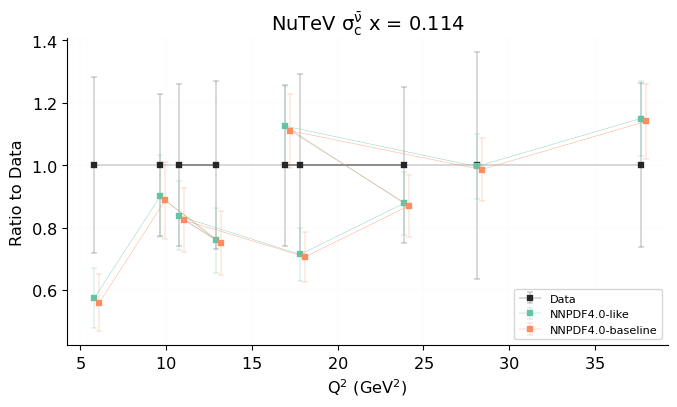 NuTeV σ_c^ν̄ x = 0.114
1.4
1.2
1.0
0.8
0.6
Ratio to Data
5
10
15
20
25
30
35
Q² (GeV²)
Data
NNPDF4.0-like
NNPDF4.0-baseline